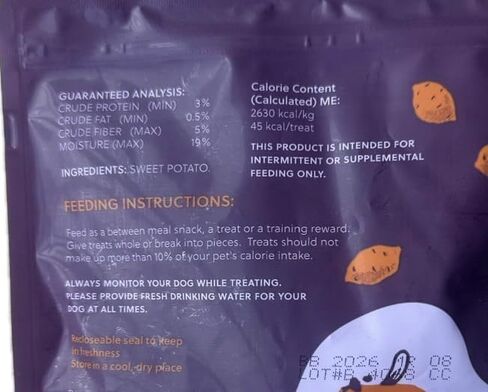 GUARANTEED ANALYSIS:
CRUDE PROTEIN (MIN) 3%
CRUDE FAT (MIN) 0.5%
CRUDE FIBER (MAX) 5%
MOISTURE (MAX) 19%
INGREDIENTS: SWEET POTATO
Calorie Content
(Calculated) ME:
2630 kcal/kg
45 kcal/treat
THIS PRODUCT IS INTENDED FOR
INTERMITTENT OR SUPPLEMENTAL
FEEDING ONLY.
FEEDING INSTRUCTIONS:
Feed as a between meal snack, a treat or a training reward.
Give treats whole or break into pieces. Treats should not
make up more than 10% of your pet's calorie intake.
ALWAYS MONITOR YOUR DOG WHILE TREATING.
PLEASE PROVIDE FRESH DRINKING WATER FOR YOUR
DOG AT ALL TIMES.
Recloseable seal to keep
in freshness
Store in a cool, dry place
BB 2026 08
LOT#B CC